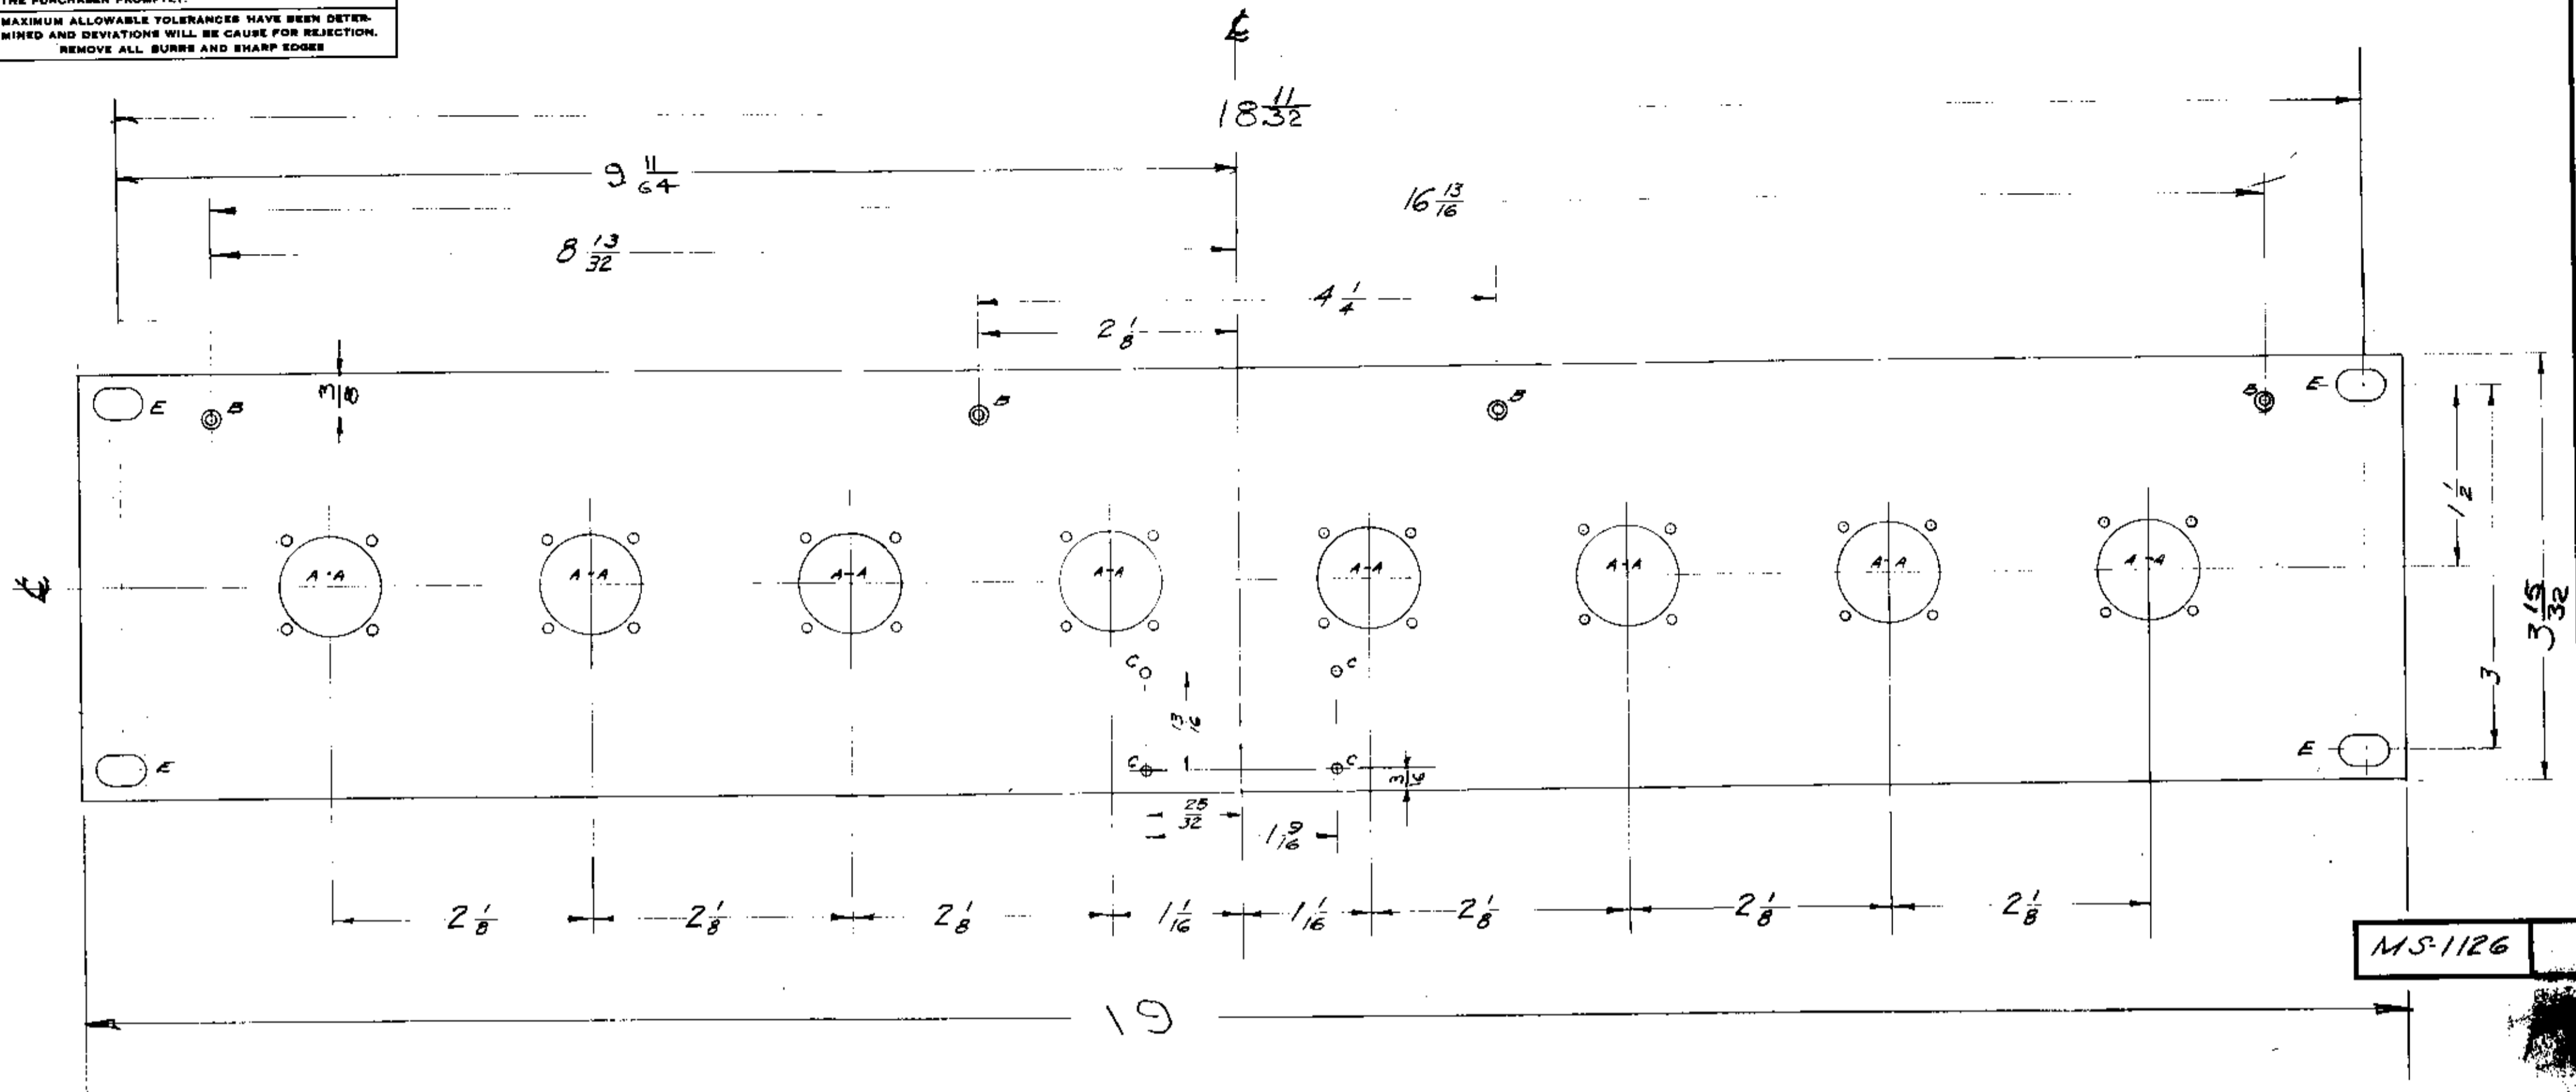 MAXIMUM ALLOWABLE TOLERANCES HAVE BEEN DETER-
MINED AND DEVIATIONS WILL BE CAUSE FOR REJECTION.
REMOVE ALL BURRS AND SHARP EDGES
℄
18 11/32
9 11/64
16 13/16
8 13/32
4 1/4
2 1/8
3/8
E B B B B E
1 1/2
℄
A-A A-A A-A A-A A-A A-A A-A A-A
3 15/32
C C
13/16
3
C C
3/16
E E
25/32
1 9/16
2 1/8 2 1/8 2 1/8 1 1/16 1 1/16 2 1/8 2 1/8 2 1/8
MS-1126
19